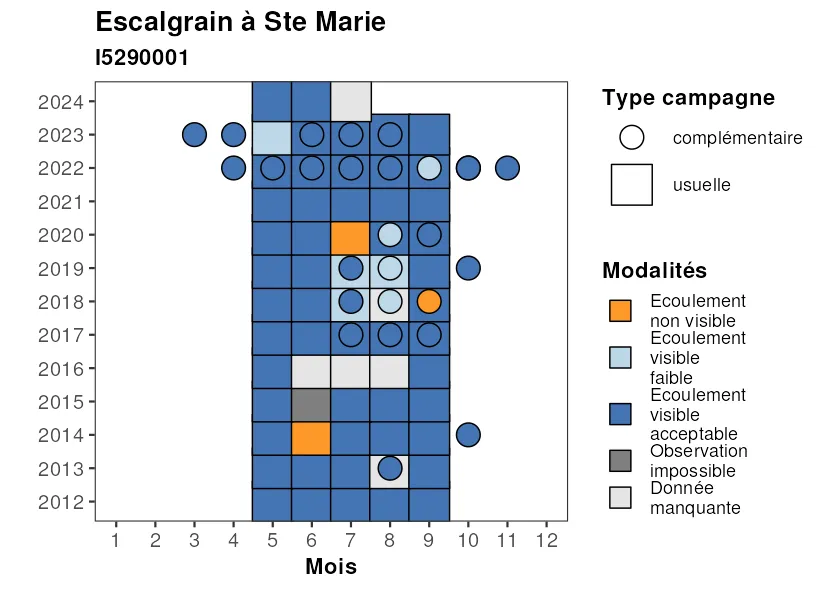 Escalgrain à Ste Marie
I5290001
2024
2023
2022
2021
2020
2019
2018
2017
2016
2015
2014
2013
2012
1 2 3 4 5 6 7 8 9 10 11 12
Mois
Type campagne
complémentaire
usuelle
Modalités
Ecoulement
non visible
Ecoulement
visible
faible
Ecoulement
visible
acceptable
Observation
impossible
Donnée
manquante